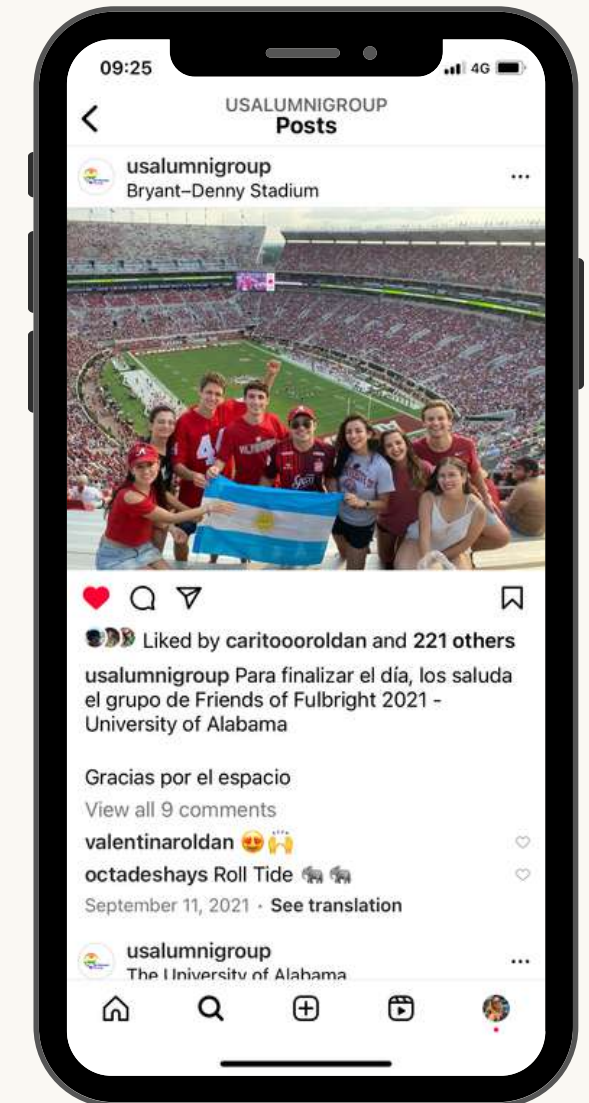 09:25
4G
USALUMNIGROUP
Posts
usalumnigroup
Bryant–Denny Stadium
Liked by caritoooroldan and 221 others
usalumnigroup Para finalizar el día, los saluda
el grupo de Friends of Fulbright 2021 -
University of Alabama
Gracias por el espacio
View all 9 comments
valentinaroldan 😍🙌
octadeshays Roll Tide 🐘🐘
September 11, 2021 · See translation
usalumnigroup
The University of Alabama